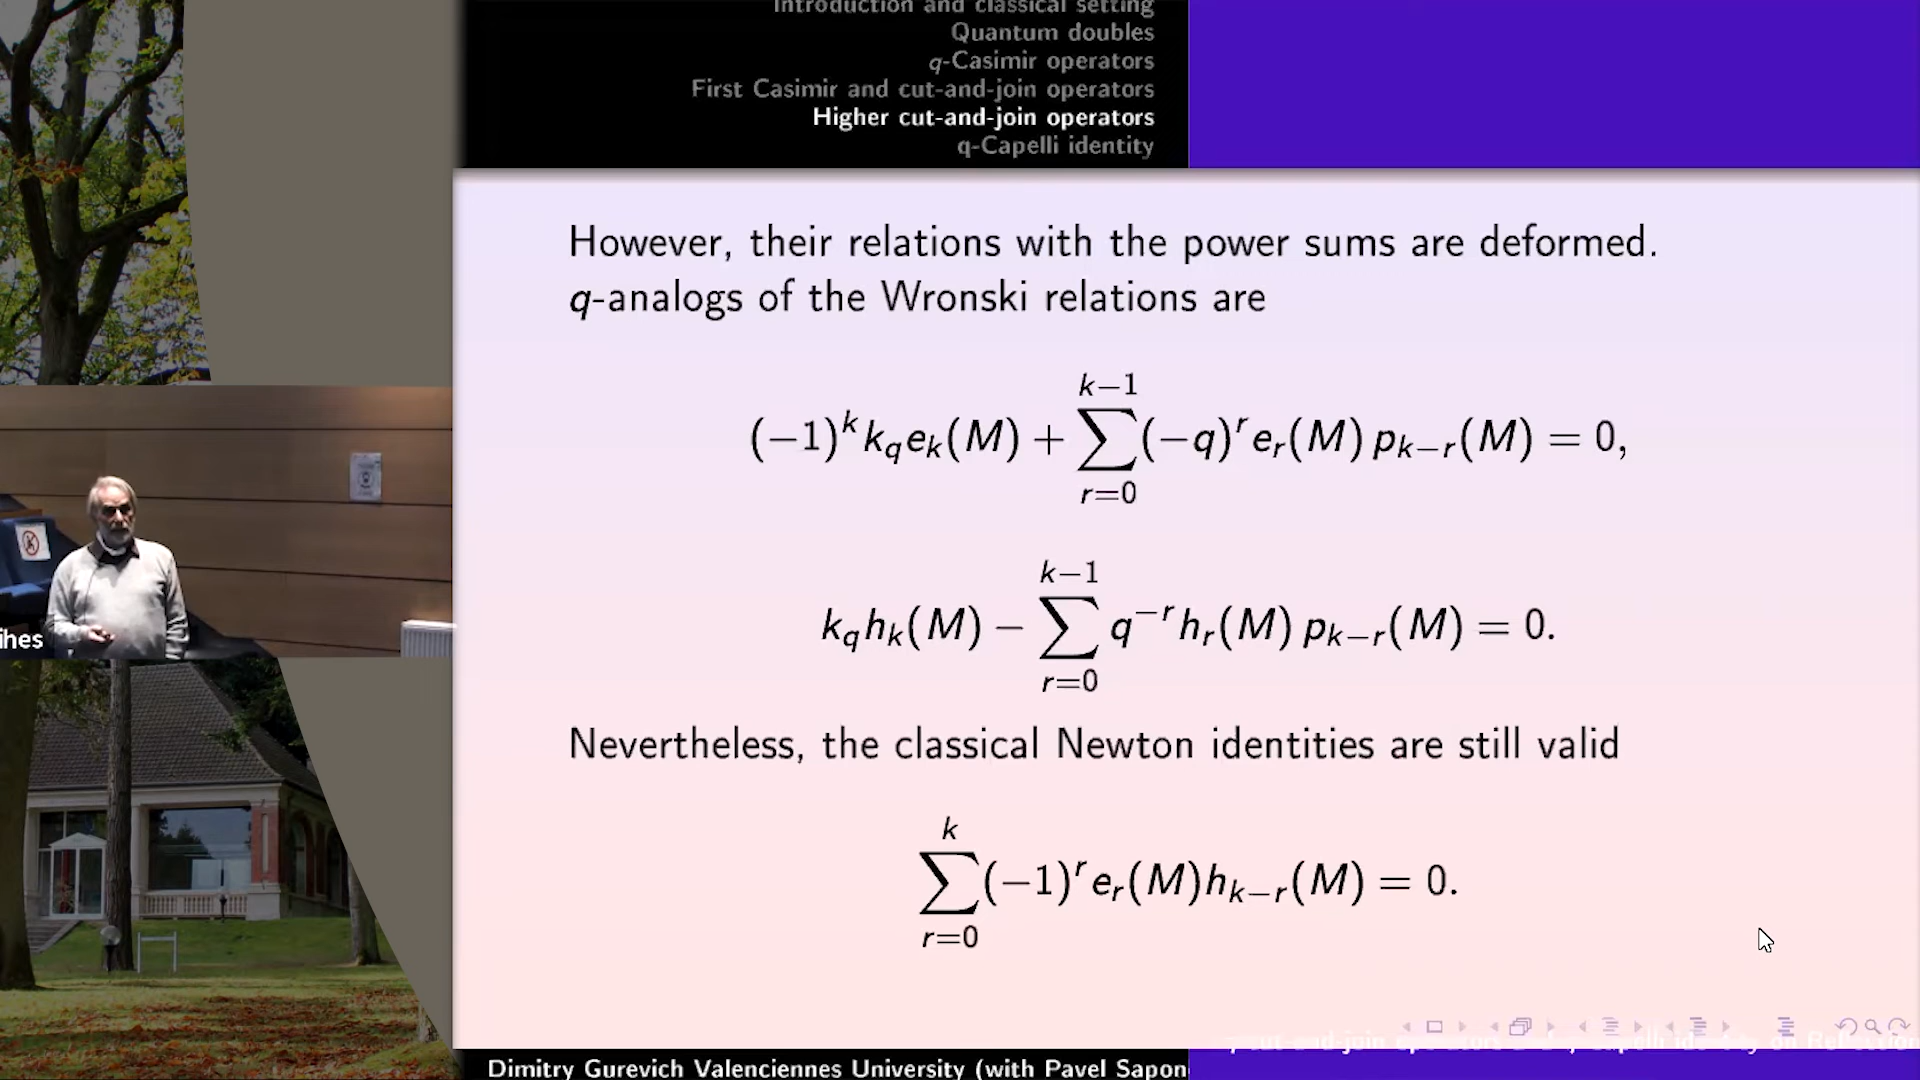 Introduction and classical setting
Quantum doubles
q-Casimir operators
First Casimir and cut-and-join operators
Higher cut-and-join operators
q-Capelli identity
However, their relations with the power sums are deformed.
q-analogs of the Wronski relations are
(−1)^k k_q e_k(M) + ∑_{r=0}^{k−1} (−q)^r e_r(M) p_{k−r}(M) = 0,
k_q h_k(M) − ∑_{r=0}^{k−1} q^{−r} h_r(M) p_{k−r}(M) = 0.
Nevertheless, the classical Newton identities are still valid
∑_{r=0}^{k} (−1)^r e_r(M) h_{k−r}(M) = 0.
ihes
Dimitry Gurevich Valenciennes University (with Pavel Sapon